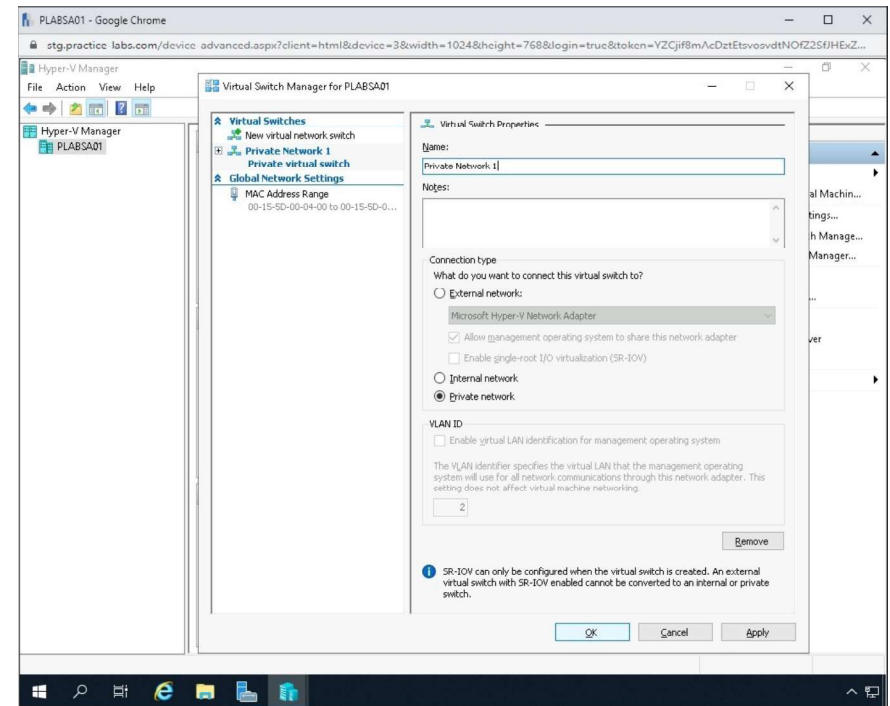 PLABSA01 - Google Chrome
stg.practice-labs.com/device-advanced.aspx?client=html&device=3&width=1024&height=768&login=true&token=
Hyper-V Manager
File Action View Help
Hyper-V Manager
PLABSA01
Virtual Switch Manager for PLABSA01
Virtual Switches
New virtual network switch
Private Network 1
Private virtual switch
Global Network Settings
MAC Address Range
00-15-5D-00-04-00 to 00-15-5D-0...
Virtual Switch Properties
Name:
Private Network 1
Notes:
Connection type
What do you want to connect this virtual switch to?
External network:
Microsoft Hyper-V Network Adapter
Allow management operating system to share this network adapter
Enable single-root I/O virtualization (SR-IOV)
Internal network
Private network
VLAN ID
Enable virtual LAN identification for management operating system
The VLAN identifier specifies the virtual LAN that the management operating
system will use for all network communications through this network adapter. This
setting does not affect virtual machine networking.
2
Remove
SR-IOV can only be configured when the virtual switch is created. An external
virtual switch with SR-IOV enabled cannot be converted to an internal or private
switch.
OK Cancel Apply
al Machin...
tings...
h Manage...
Manager...
...
ver